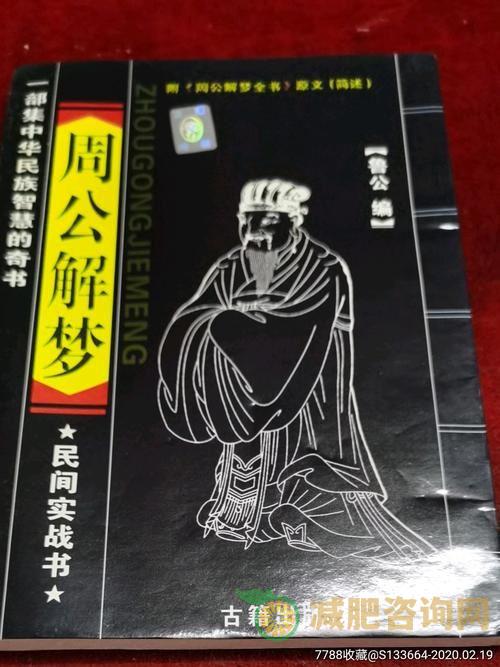 附《周公解梦全书》原文(简述)
一部集中华民族智慧的奇书
周公解梦
ZHOUGONGJIEMENG
【鲁公 编】
★民间实战书★
古籍出
减肥咨询网
7788收藏@S133664-2020.02.19